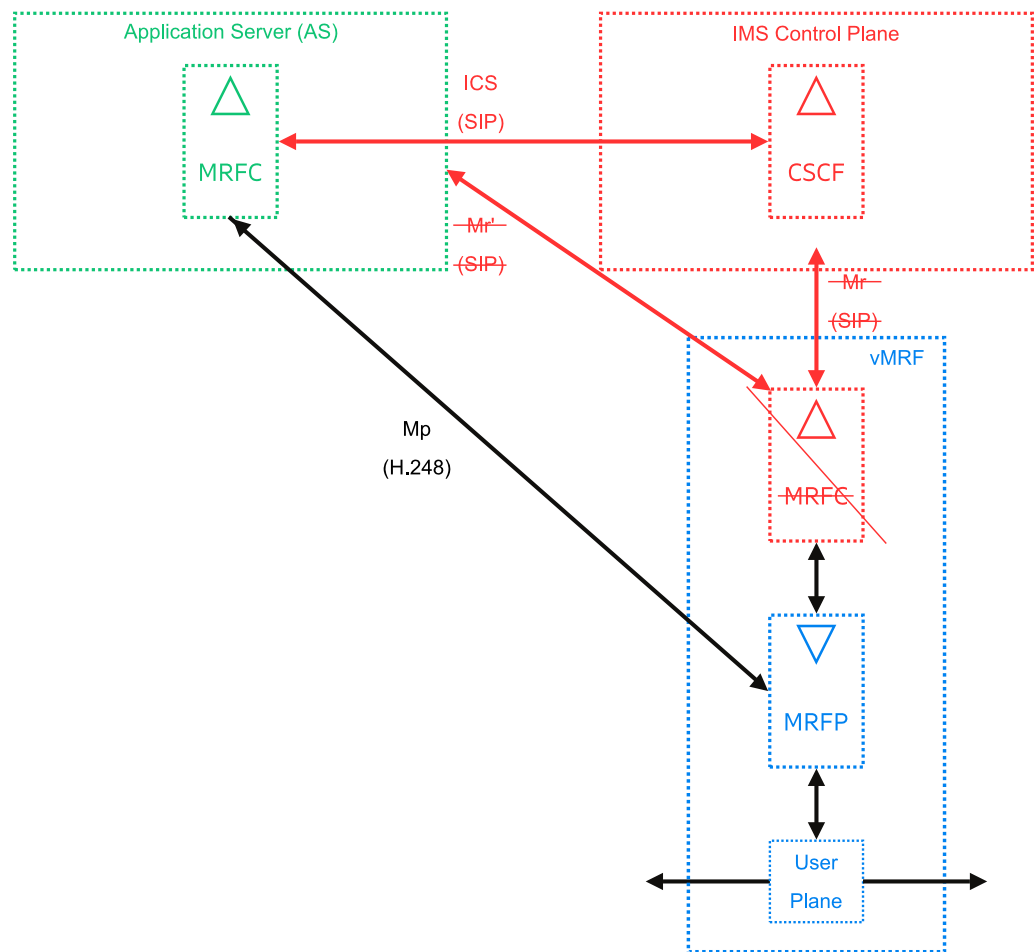 Application Server (AS)
IMS Control Plane
ICS
(SIP)
MRFC
CSCF
Mr'
(SIP)
Mr
(SIP)
vMRF
Mp
(H.248)
MRFC
MRFP
User
Plane